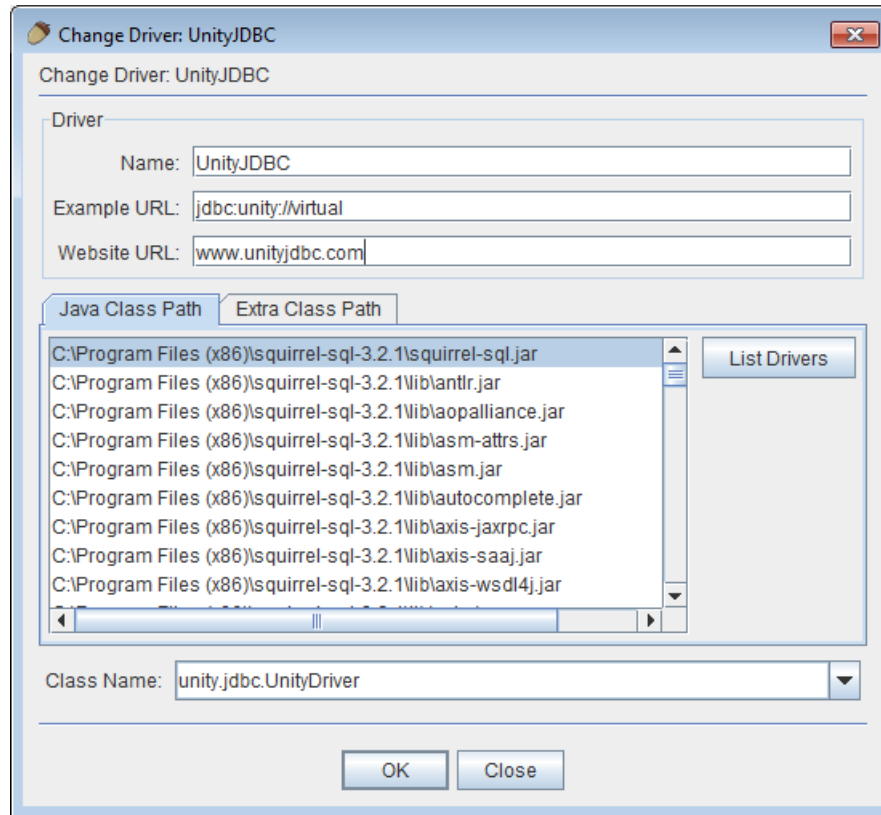 Change Driver: UnityJDBC
Change Driver: UnityJDBC
Driver
Name: UnityJDBC
Example URL: jdbc:unity://virtual
Website URL: www.unityjdbc.com
Java Class Path Extra Class Path
C:\Program Files (x86)\squirrel-sql-3.2.1\squirrel-sql.jar
List Drivers
C:\Program Files (x86)\squirrel-sql-3.2.1\lib\antlr.jar
C:\Program Files (x86)\squirrel-sql-3.2.1\lib\aopalliance.jar
C:\Program Files (x86)\squirrel-sql-3.2.1\lib\asm-attrs.jar
C:\Program Files (x86)\squirrel-sql-3.2.1\lib\asm.jar
C:\Program Files (x86)\squirrel-sql-3.2.1\lib\autocomplete.jar
C:\Program Files (x86)\squirrel-sql-3.2.1\lib\axis-jaxrpc.jar
C:\Program Files (x86)\squirrel-sql-3.2.1\lib\axis-saaj.jar
C:\Program Files (x86)\squirrel-sql-3.2.1\lib\axis-wsdl4j.jar
Class Name: unity.jdbc.UnityDriver
OK Close